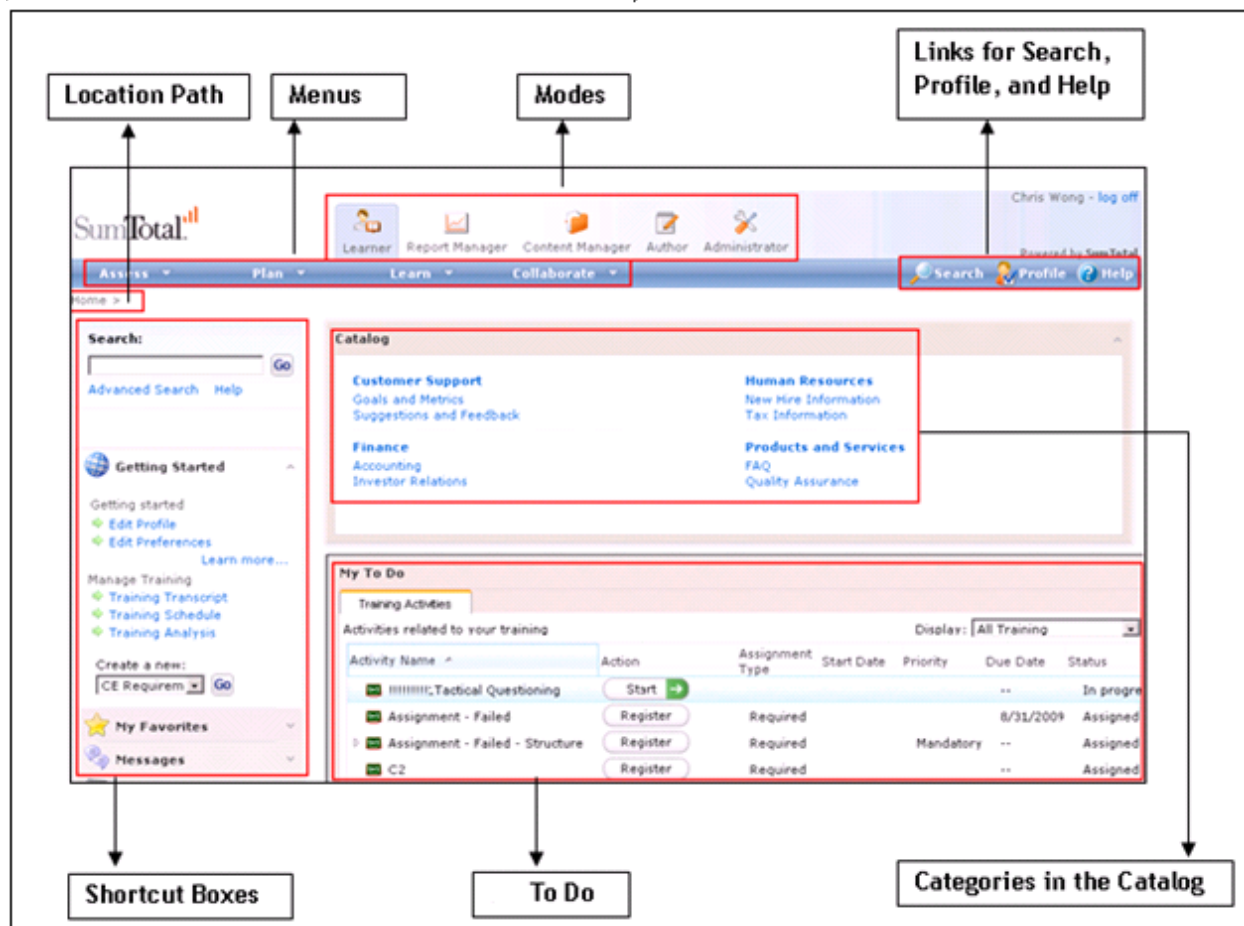 Links for Search,
Profile, and Help
Location Path
Menus
Modes
SumTotal.
Chris Wong - log off
Learner
Report Manager
Content Manager
Author
Administrator
Powered by SumTotal
Assess
Plan
Learn
Collaborate
Search
Profile
Help
Home >
Search:
Go
Advanced Search
Help
Getting Started
Getting started
Edit Profile
Edit Preferences
Learn more...
Manage Training
Training Transcript
Training Schedule
Training Analysis
Create a new:
CE Requirem
Go
My Favorites
Messages
Catalog
Customer Support
Goals and Metrics
Suggestions and Feedback
Human Resources
New Hire Information
Tax Information
Finance
Accounting
Investor Relations
Products and Services
FAQ
Quality Assurance
My To Do
Training Activities
Activities related to your training
Display: All Training
Activity Name Action Assignment Type Start Date Priority Due Date Status
Tactical Questioning Start -- In progre
Assignment - Failed Register Required 8/31/2009 Assigned
Assignment - Failed - Structure Register Required Mandatory -- Assigned
C2 Register Required -- Assigned
Shortcut Boxes
To Do
Categories in the Catalog